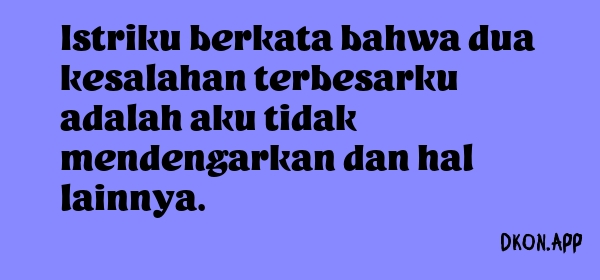 Istriku berkata bahwa dua
kesalahan terbesarku
adalah aku tidak
mendengarkan dan hal
lainnya.
DKON.APP